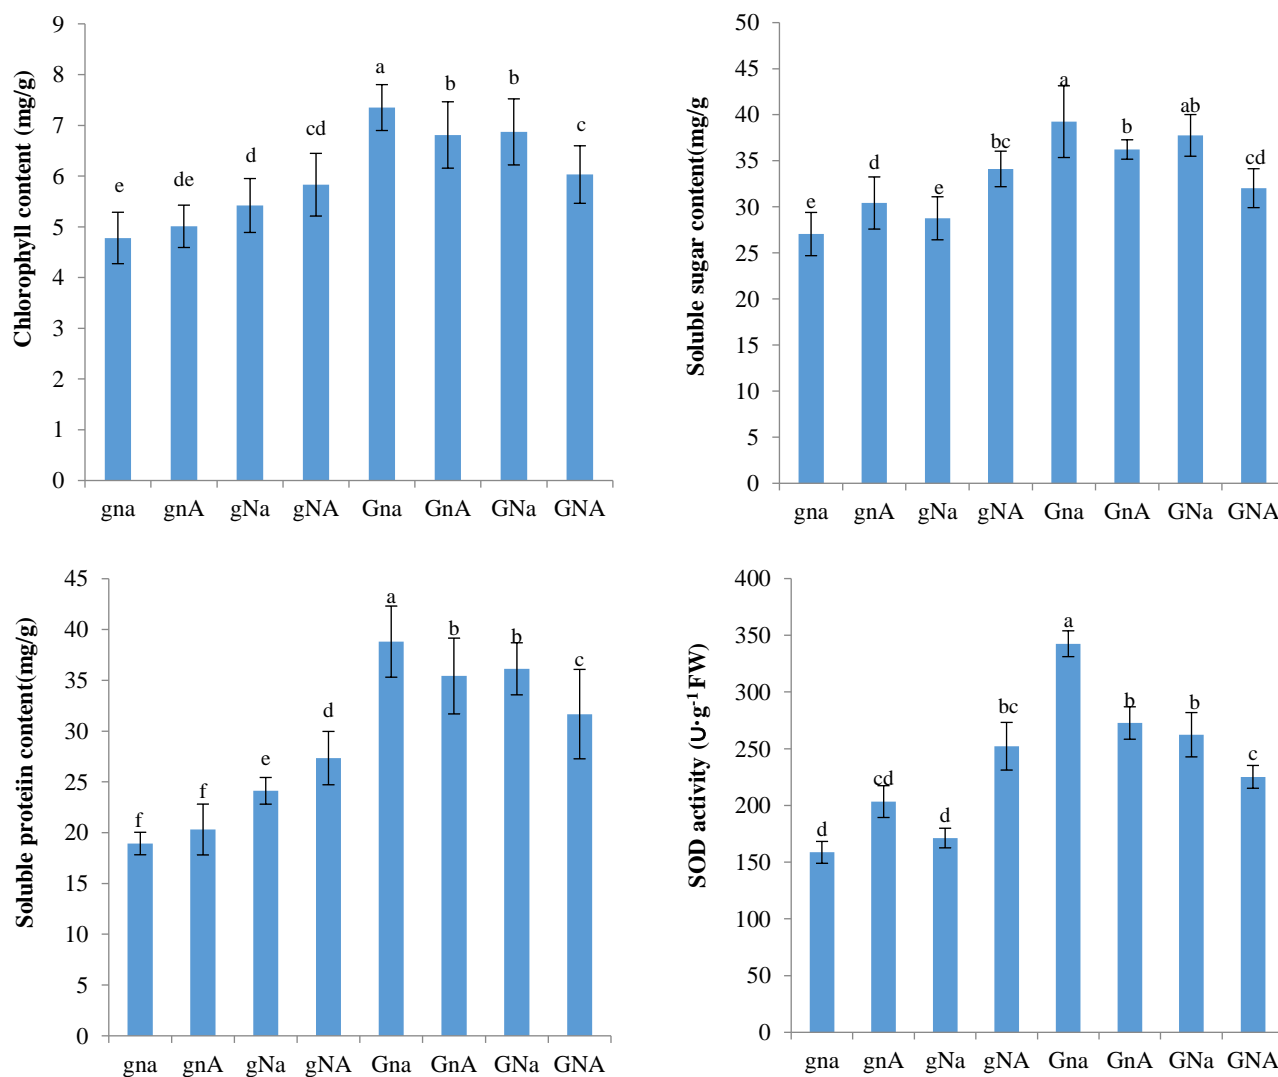 Chlorophyll content (mg/g)
9
8
7
6
5
4
3
2
1
0
e
de
d
cd
a
b
b
c
gna gnA gNa gNA Gna GnA GNa GNA
Soluble sugar content(mg/g
50
45
40
35
30
25
20
15
10
5
0
e
d
e
bc
a
b
ab
cd
gna gnA gNa gNA Gna GnA GNa GNA
Soluble proteiin content(mg/g)
45
40
35
30
25
20
15
10
5
0
f
f
e
d
a
b
b
c
gna gnA gNa gNA Gna GnA GNa GNA
SOD activity (U·g⁻¹ FW)
400
350
300
250
200
150
100
50
0
d
cd
d
bc
a
b
b
c
gna gnA gNa gNA Gna GnA GNa GNA